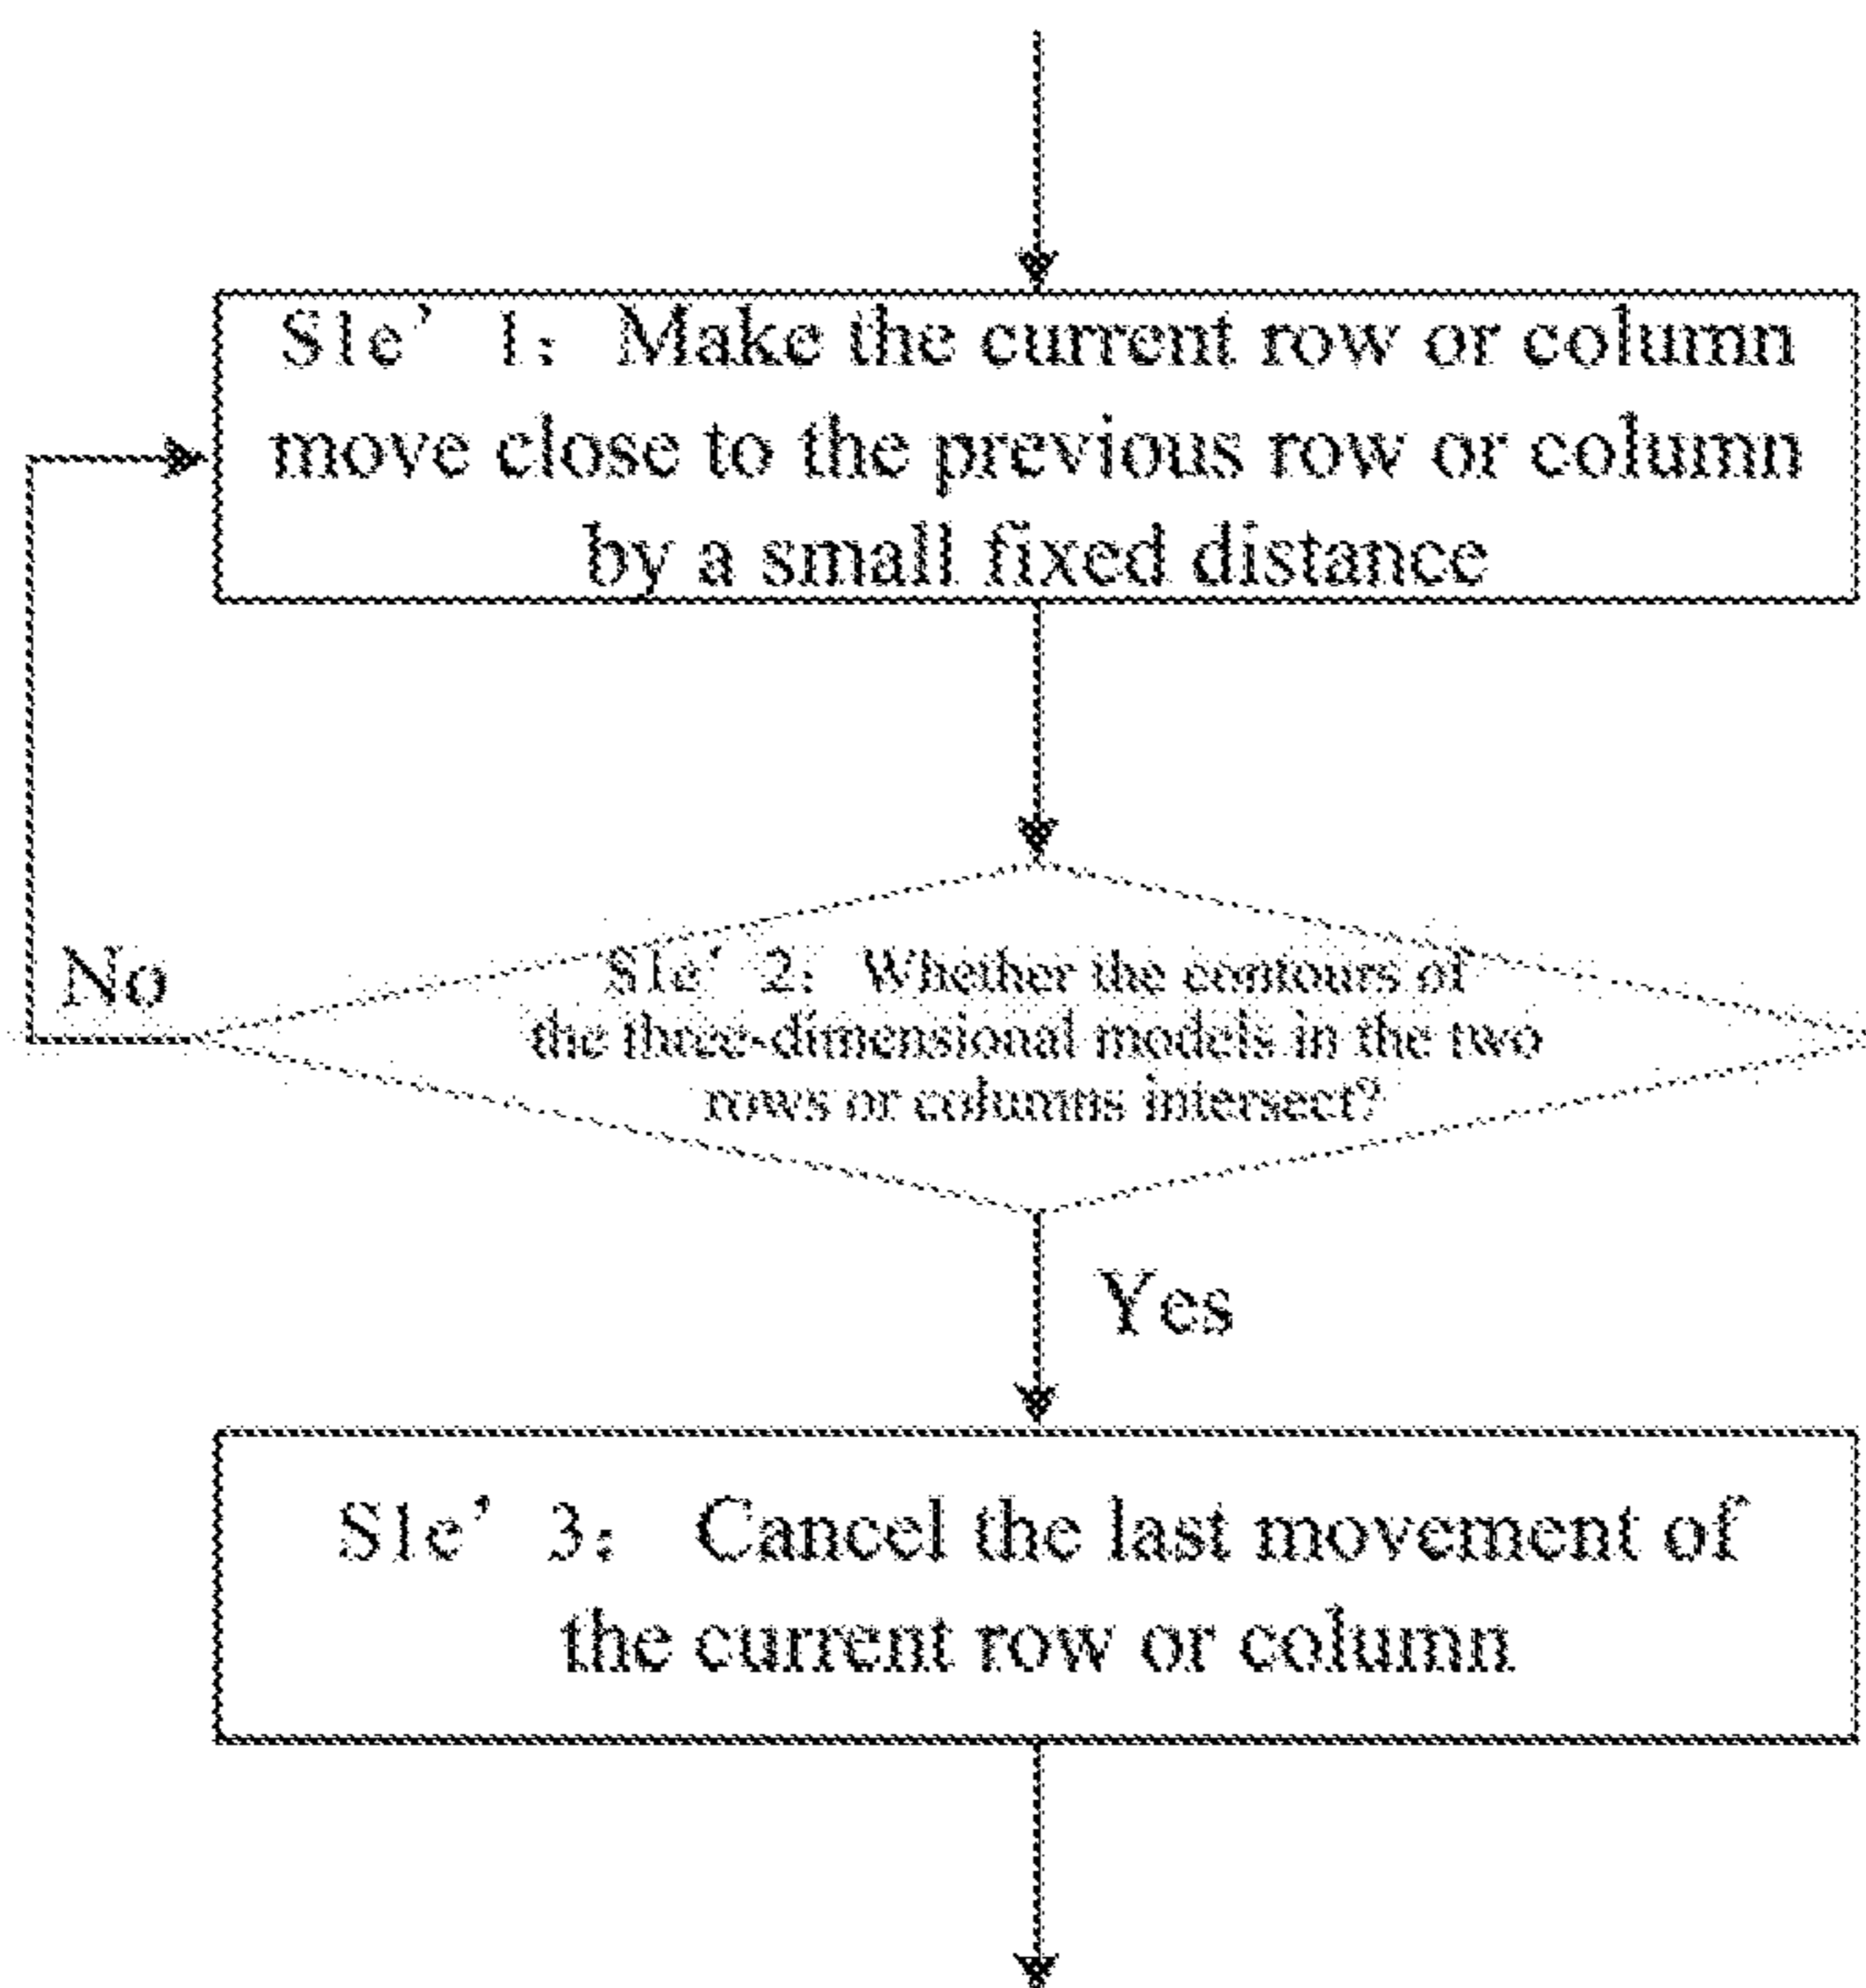 S1e’ 1: Make the current row or column
move close to the previous row or column
by a small fixed distance
No
S1e’ 2: Whether the contours of
the three-dimensional models in the two
rows or columns intersect?
Yes
S1e’ 3: Cancel the last movement of
the current row or column